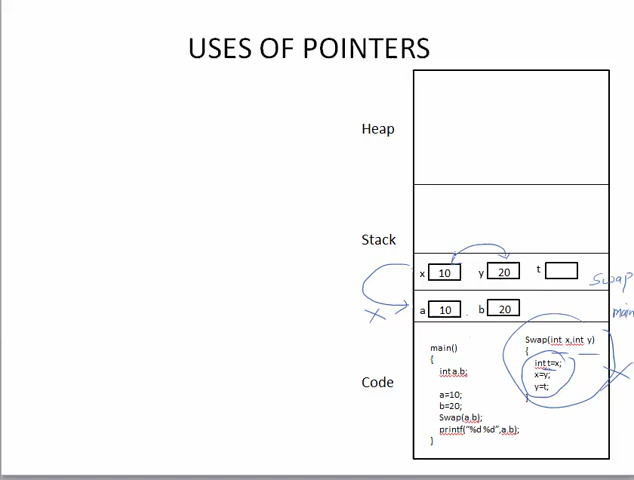 USES OF POINTERS
Heap
Stack
x 10 y 20 t
Swap
a 10 b 20
main
Code
main()
{
int a.b;
a=10;
b=20;
Swap(a.b);
printf("%d %d",a.b);
}
Swap(int x,int y)
{
int t=x;
x=y;
y=t;
}